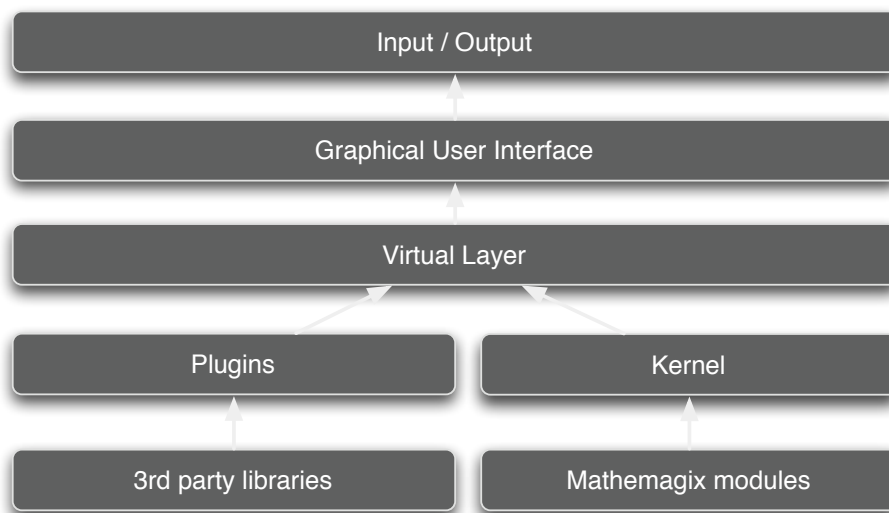 Input / Output
Graphical User Interface
Virtual Layer
Plugins
Kernel
3rd party libraries
Mathemagix modules